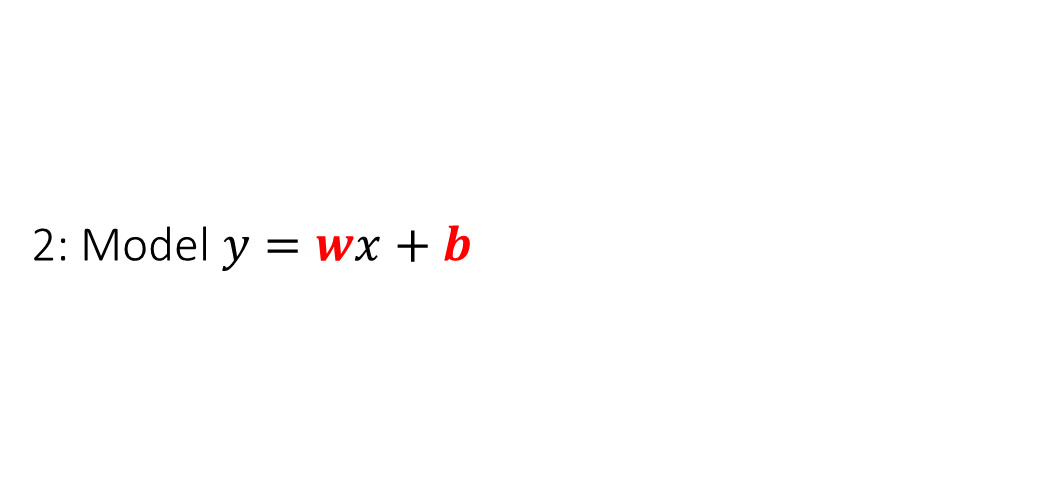 2: Model y = wx + b